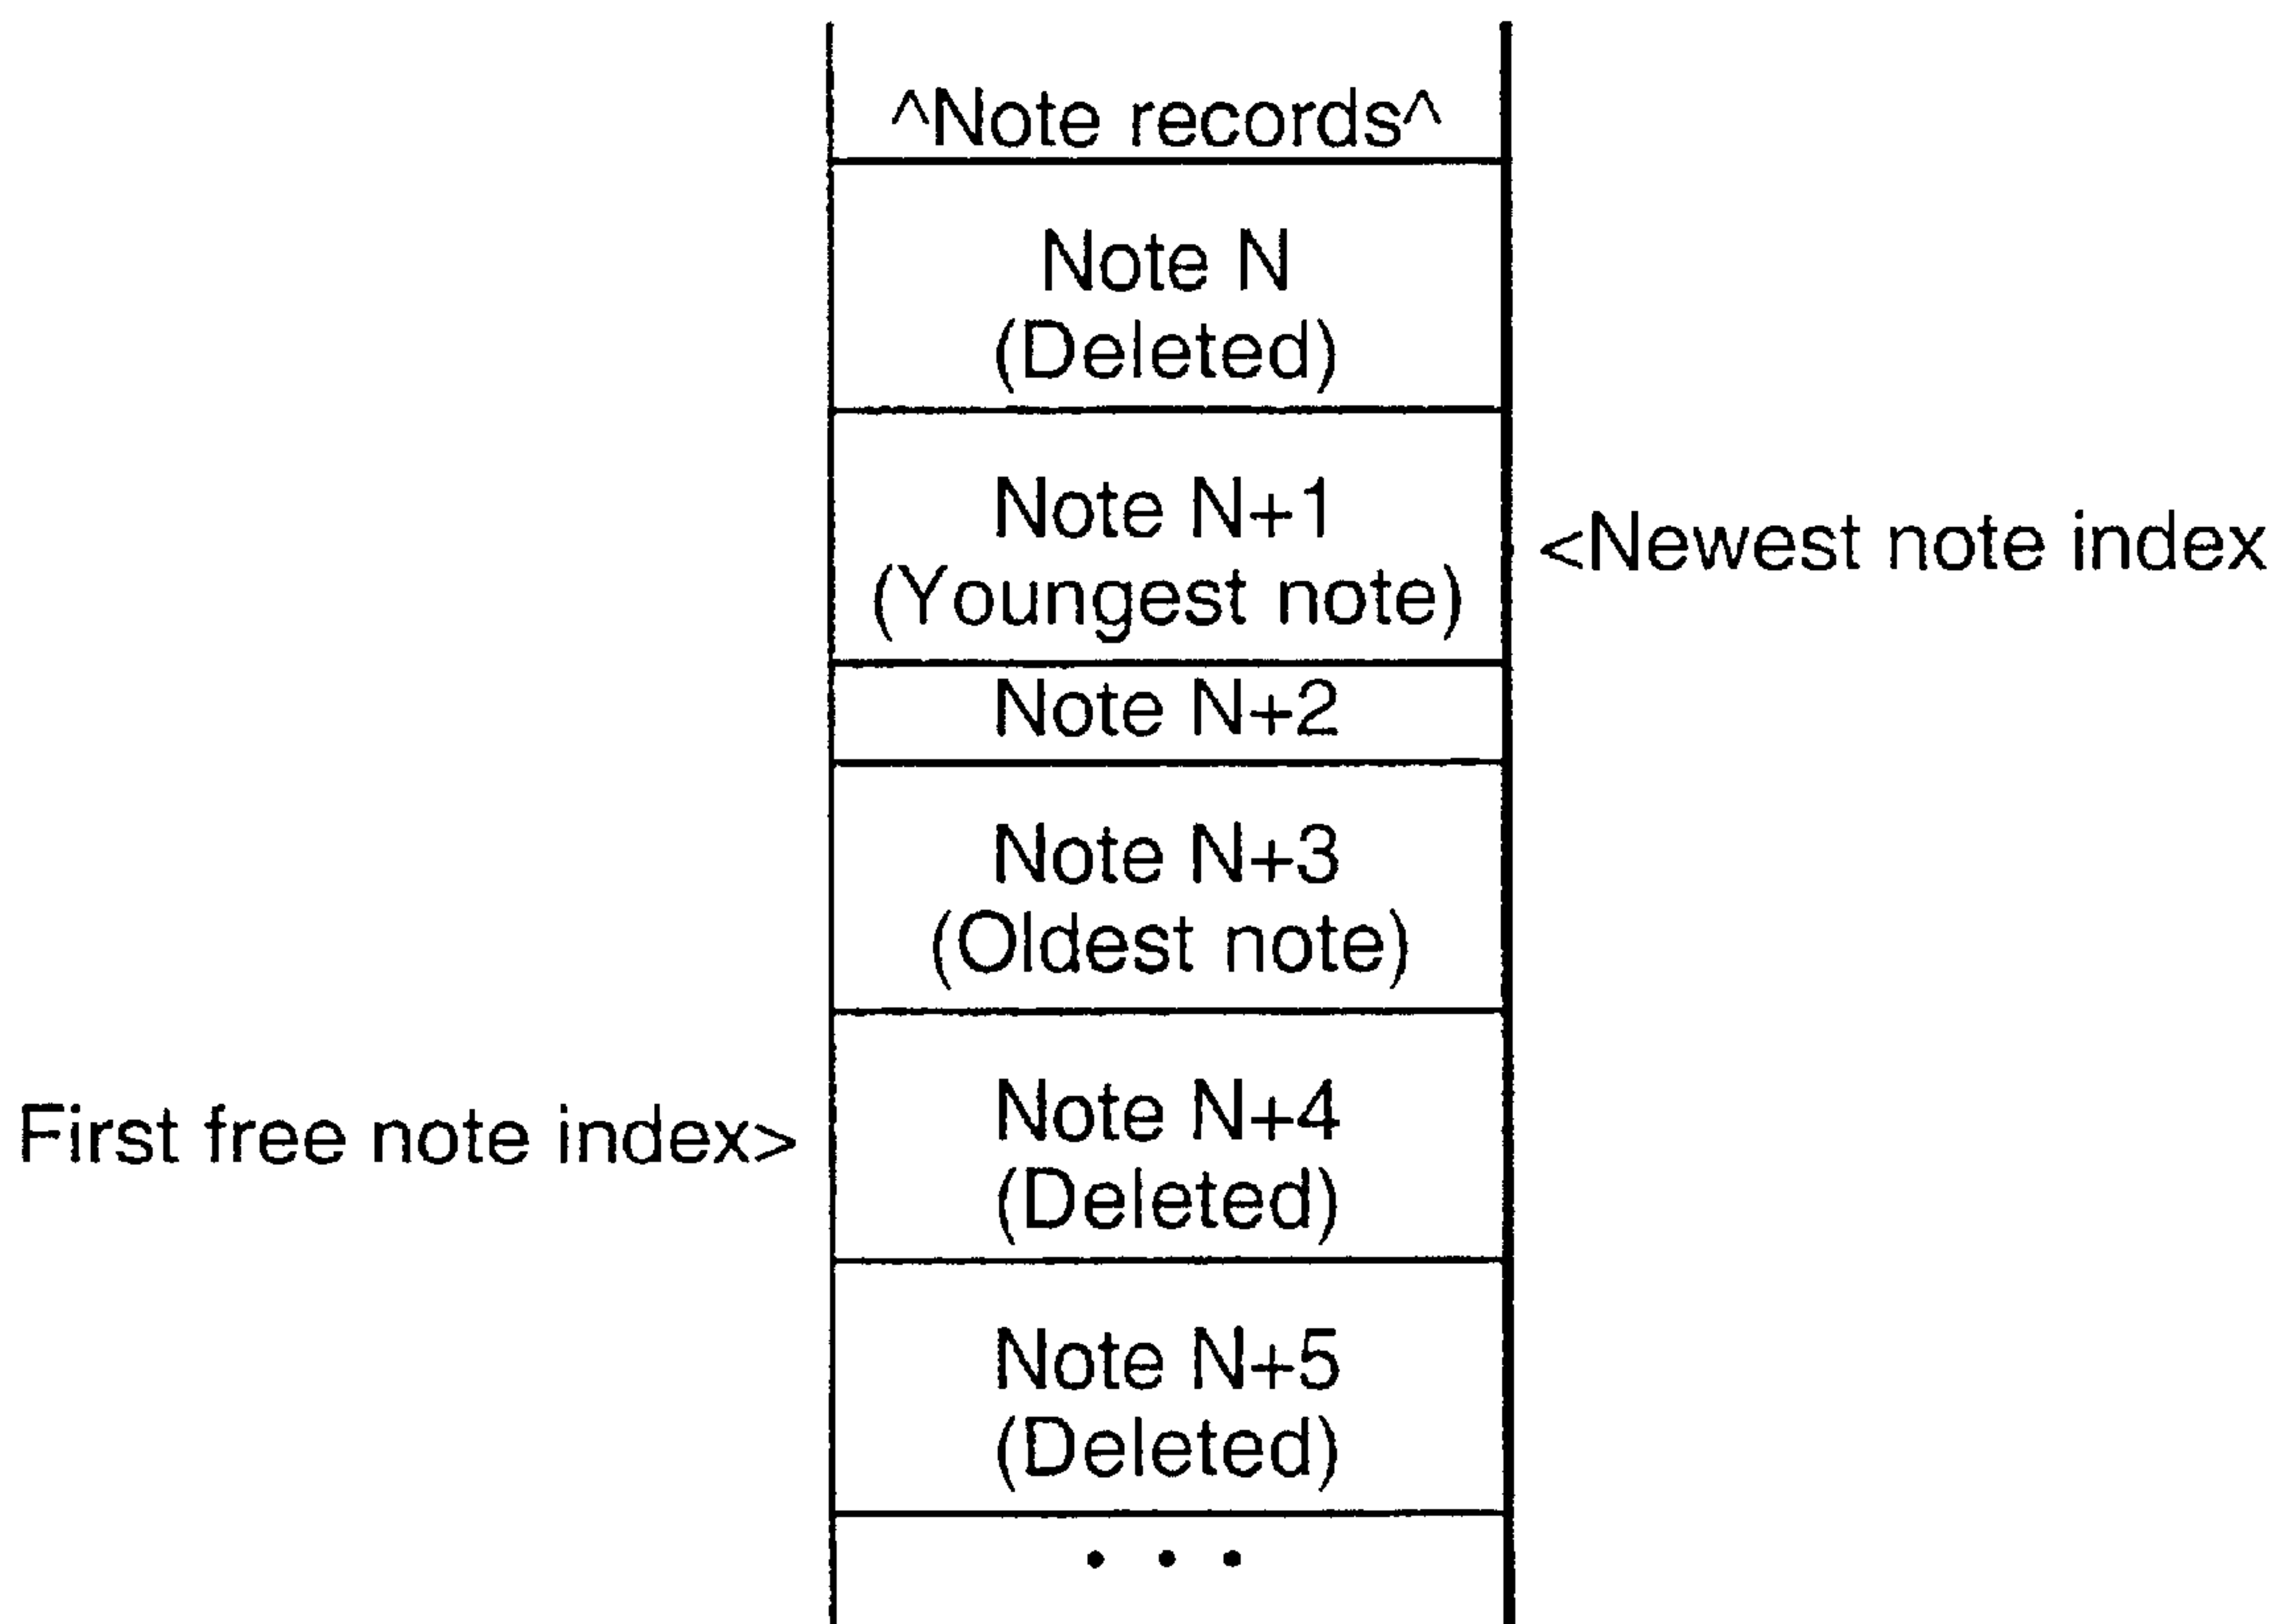 ^Note records^
Note N
(Deleted)
Note N+1
(Youngest note)
<Newest note index
Note N+2
Note N+3
(Oldest note)
First free note index>
Note N+4
(Deleted)
Note N+5
(Deleted)
. . .